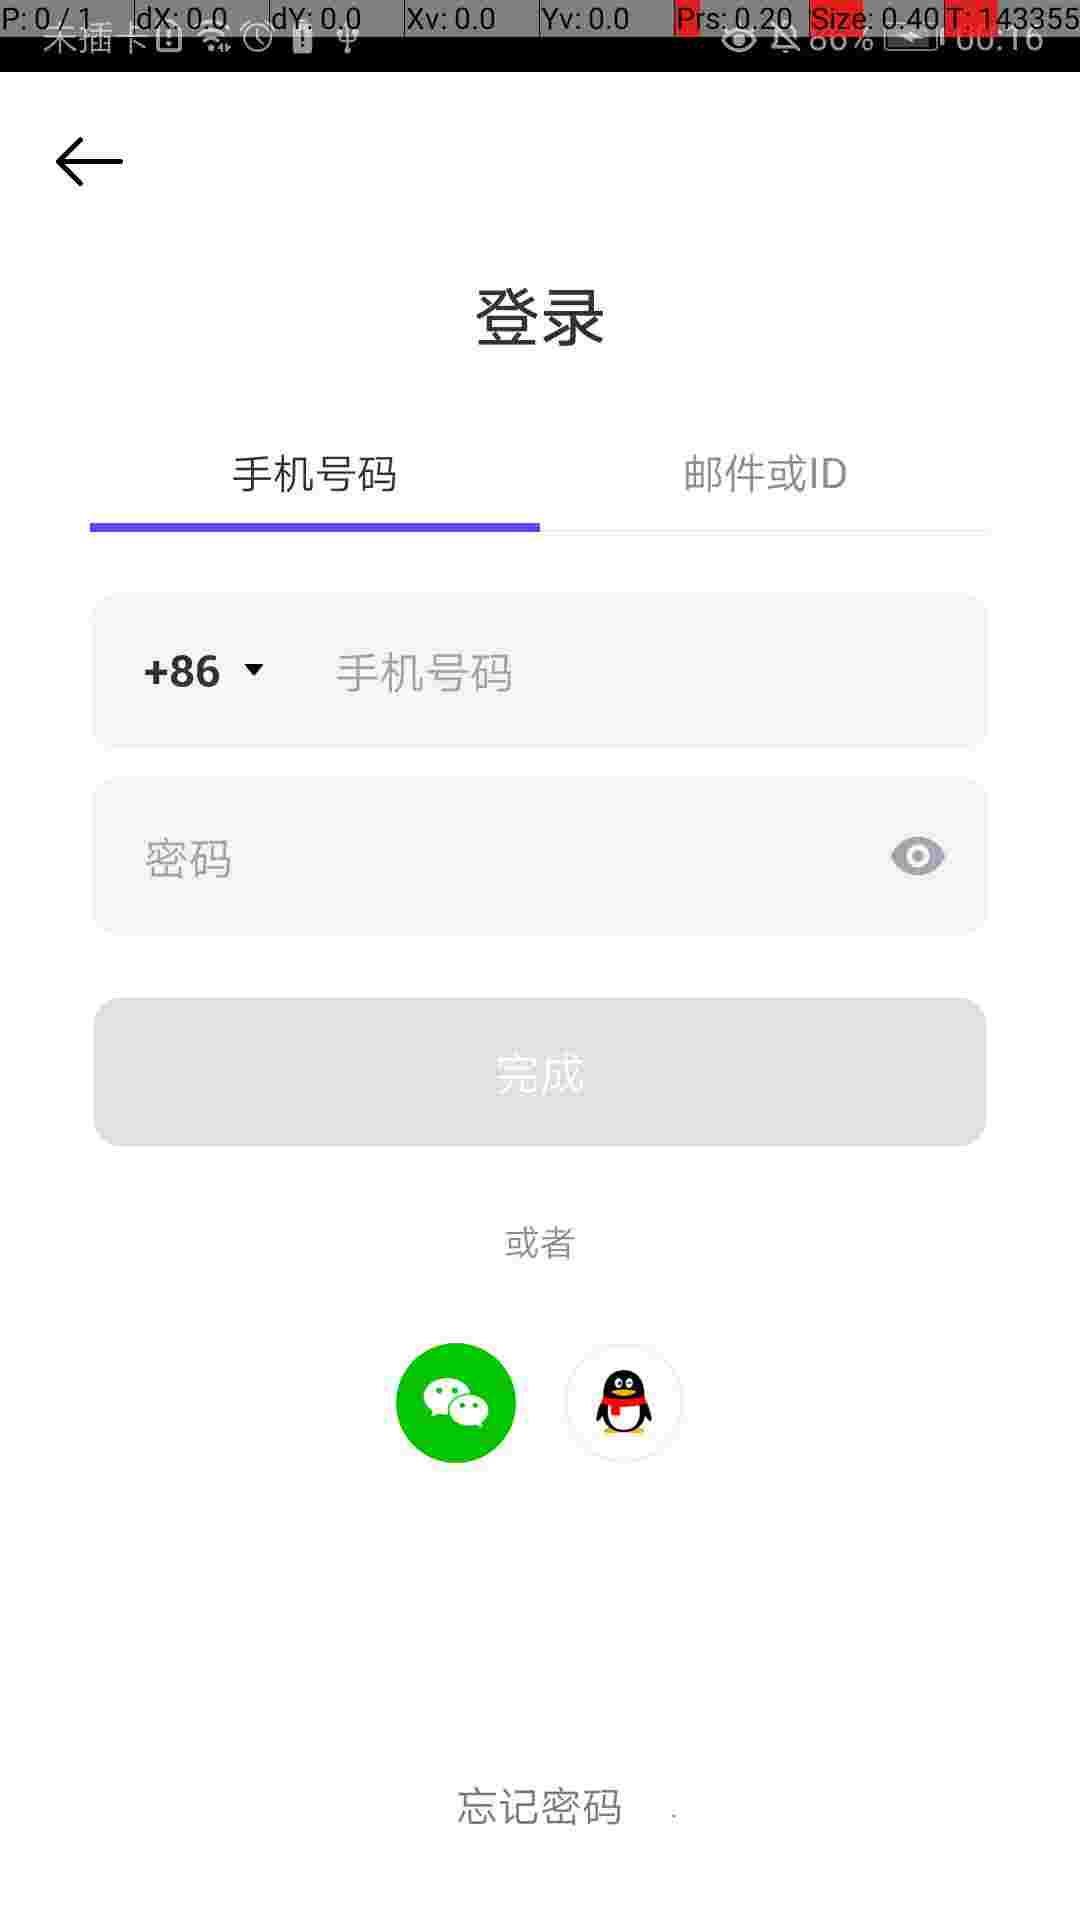 P: 0 / 1 dX: 0.0 dY: 0.0 Xv: 0.0 Yv: 0.0 Prs: 0.20 Size: 0.40 T: 143355
未插卡 86% 00:16
登录
手机号码 邮件或ID
+86 手机号码
密码
完成
或者
忘记密码